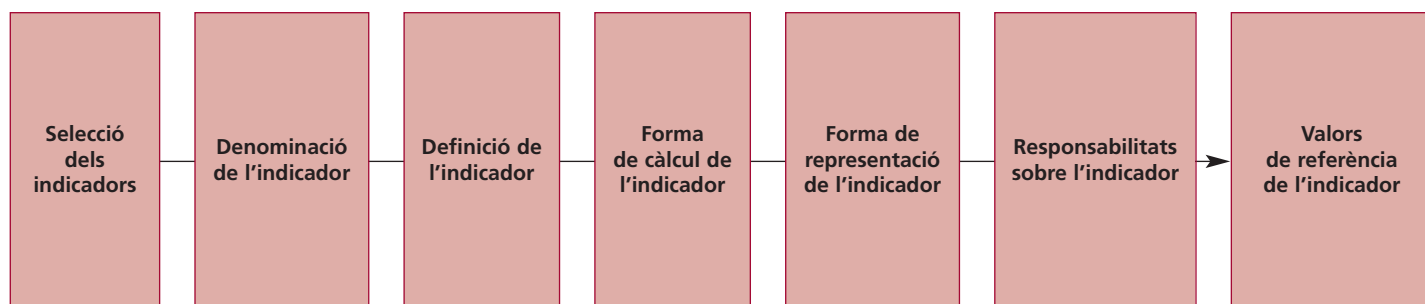 Selecció
dels
indicadors
Denominació
de l’indicador
Definició de
l’indicador
Forma
de càlcul de
l’indicador
Forma de
representació
de l’indicador
Responsabilitats
sobre l’indicador
Valors
de referència
de l’indicador